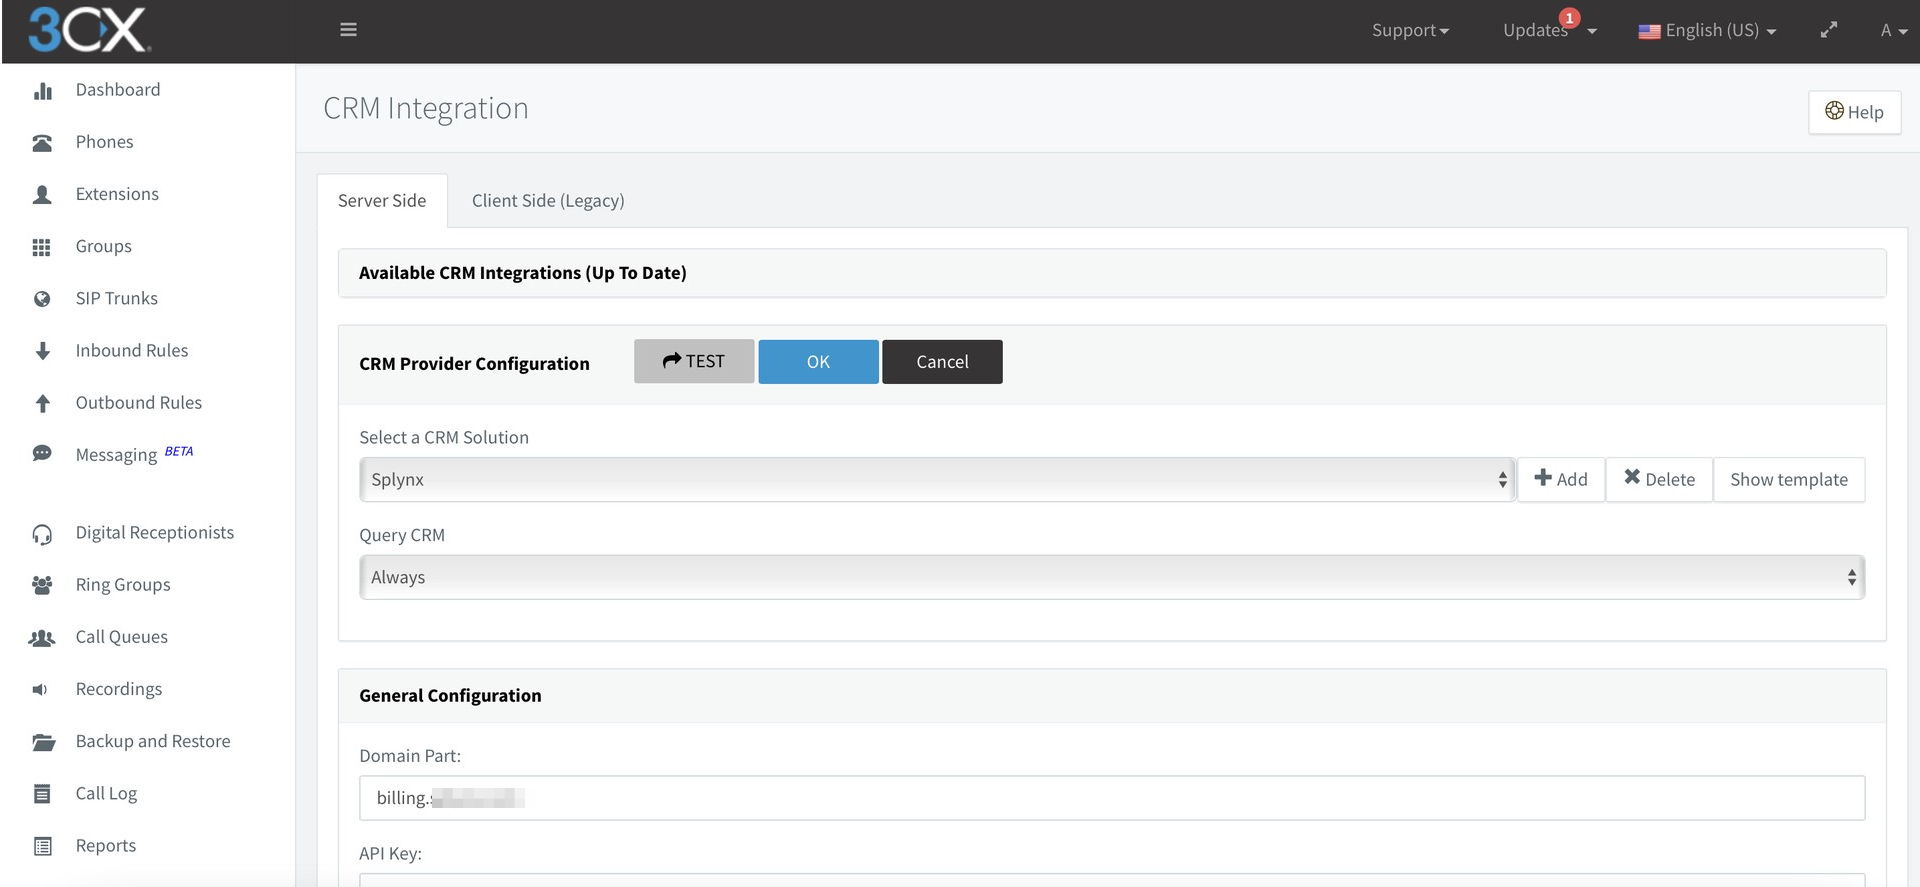 3CX
Support
Updates 1
English (US)
A
Dashboard
Phones
Extensions
Groups
SIP Trunks
Inbound Rules
Outbound Rules
Messaging BETA
Digital Receptionists
Ring Groups
Call Queues
Recordings
Backup and Restore
Call Log
Reports
CRM Integration
Help
Server Side
Client Side (Legacy)
Available CRM Integrations (Up To Date)
CRM Provider Configuration
TEST
OK
Cancel
Select a CRM Solution
Splynx
Add
Delete
Show template
Query CRM
Always
General Configuration
Domain Part:
billing.
API Key: